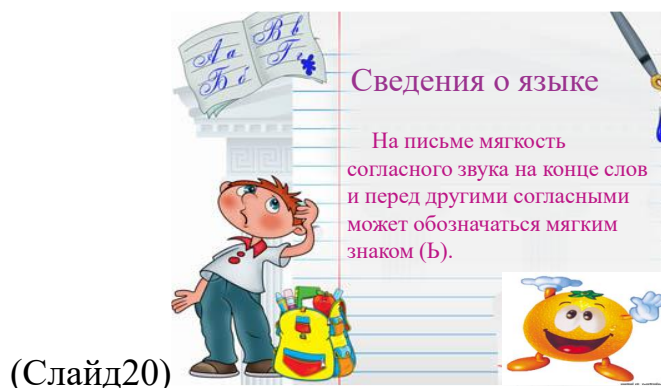 А а
Б б
В в
Г г
Сведения о языке
На письме мягкость
согласного звука на конце слов
и перед другими согласными
может обозначаться мягким
знаком (Ь).
(Слайд20)